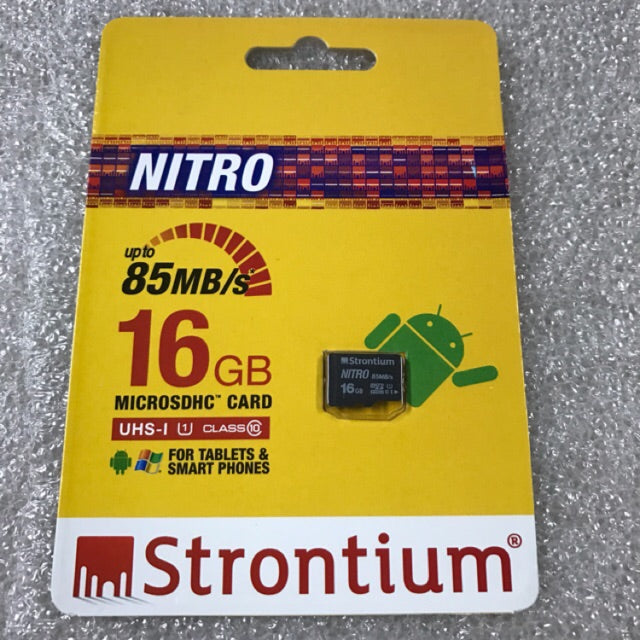 NITRO
up to
85MB/s*
16GB
MICROSDHC™ CARD
UHS-I U1 CLASS 10
FOR TABLETS &
SMART PHONES
Strontium
NITRO 85MB/s
16GB
Strontium®